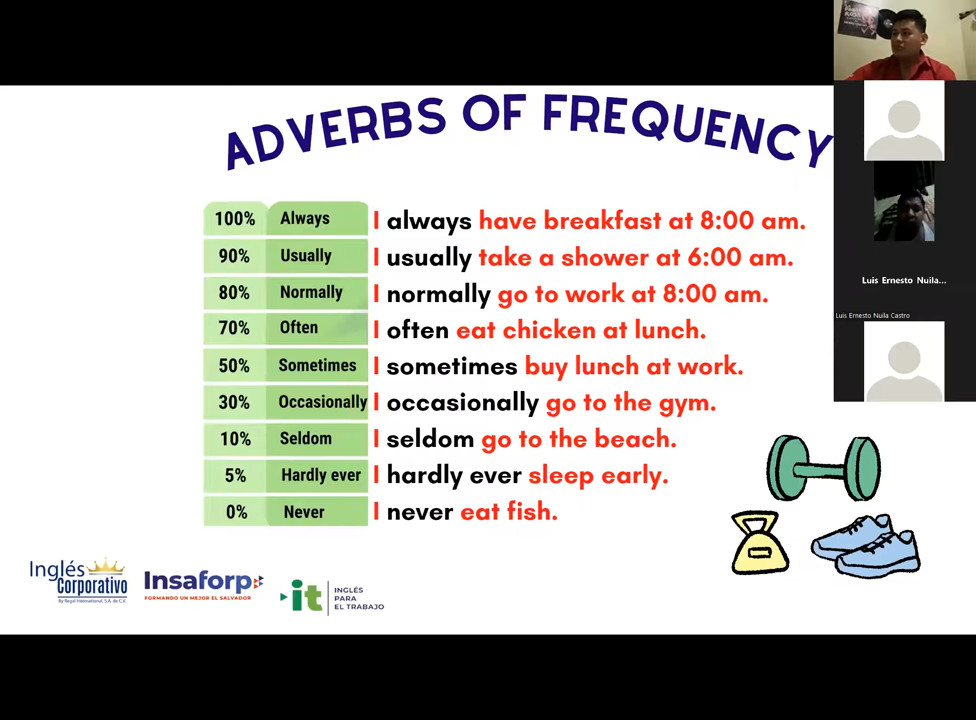 ADVERBS OF FREQUENCY
100% Always I always have breakfast at 8:00 am.
90% Usually I usually take a shower at 6:00 am.
80% Normally I normally go to work at 8:00 am.
70% Often I often eat chicken at lunch.
50% Sometimes I sometimes buy lunch at work.
30% Occasionally I occasionally go to the gym.
10% Seldom I seldom go to the beach.
5% Hardly ever I hardly ever sleep early.
0% Never I never eat fish.
Luis Ernesto Nuila...
Luis Ernesto Nuila Castro
Inglés
Corporativo
By Regal International, S.A. de C.V.
Insaforp
FORMANDO UN MEJOR EL SALVADOR
it
INGLÉS
PARA
EL TRABAJO